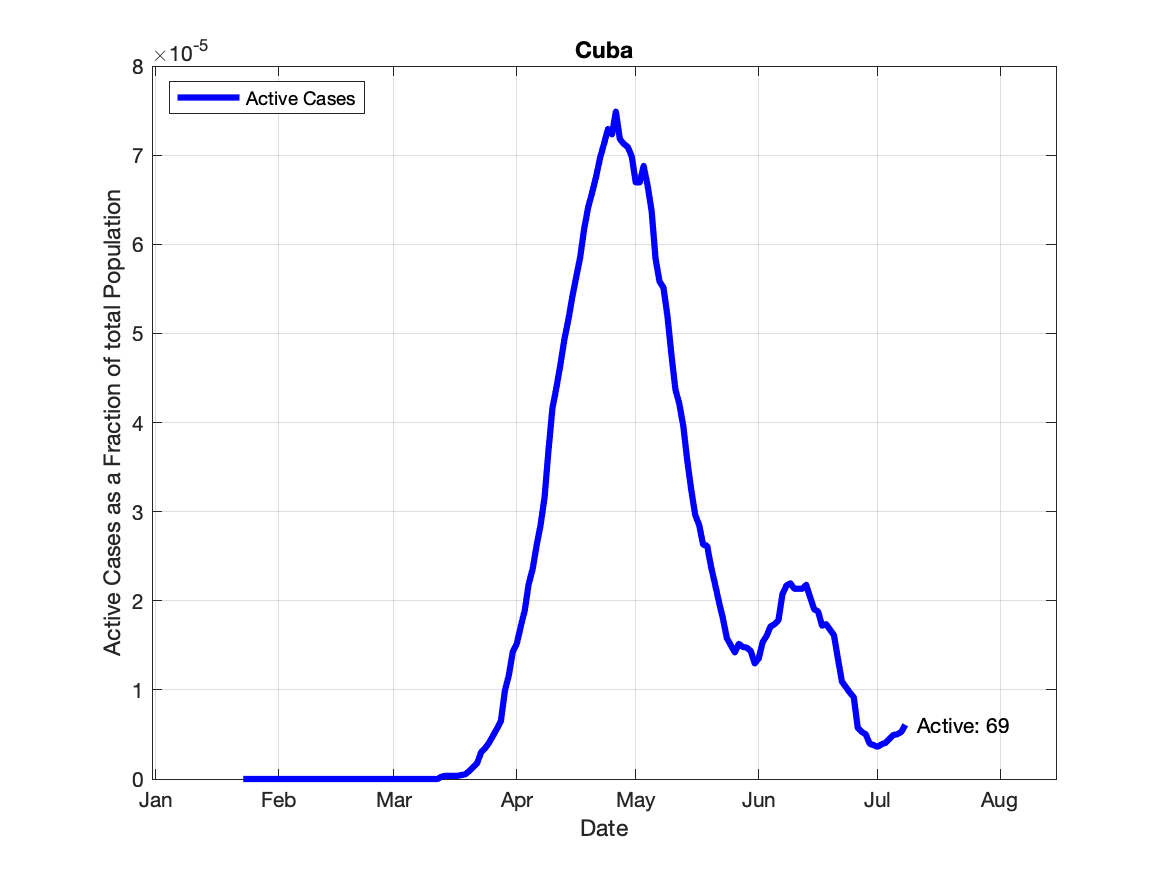 Cuba
×10-5
Active Cases
8
7
6
5
4
3
2
1
0
Active Cases as a Fraction of total Population
Active: 69
Jan Feb Mar Apr May Jun Jul Aug
Date